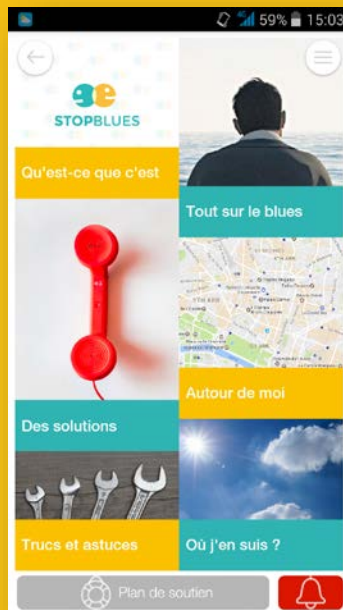 59% 15:03
STOPBLUES
Qu'est-ce que c'est
Tout sur le blues
Des solutions
Autour de moi
Trucs et astuces
Où j'en suis ?
Plan de soutien